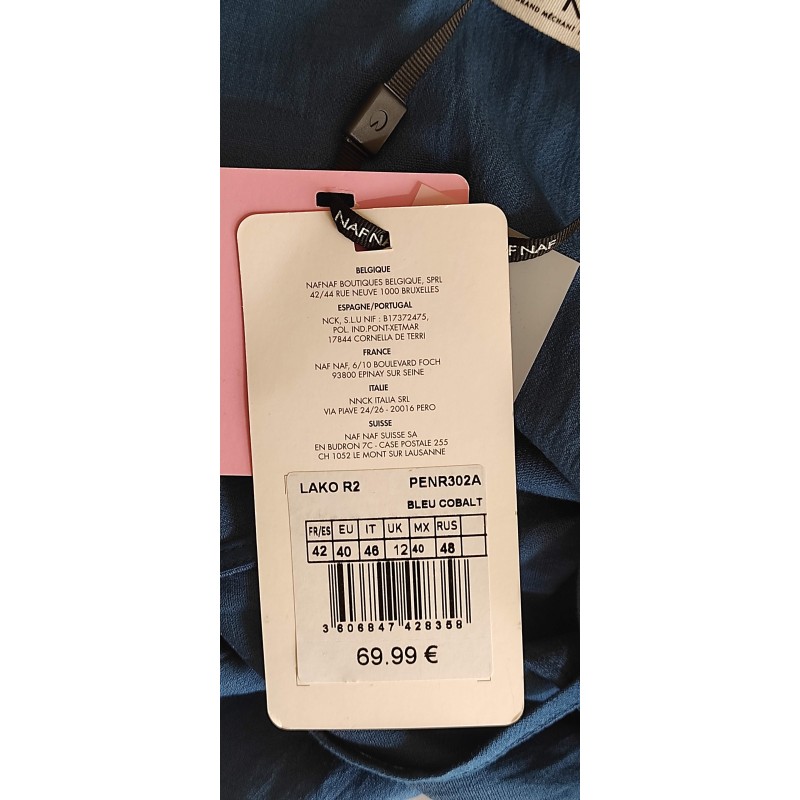 GRAND MÉCHANT
NAF N
F NAF
BELGIQUE
NAFNAF BOUTIQUES BELGIQUE, SPRL
42/44 RUE NEUVE 1000 BRUXELLES
ESPAGNE/PORTUGAL
NCK, S.L.U NIF : B17372475,
POL. IND.PONT-XETMAR
17844 CORNELLA DE TERRI
FRANCE
NAF NAF, 6/10 BOULEVARD FOCH
93800 EPINAY SUR SEINE
ITALIE
NNCK ITALIA SRL
VIA PIAVE 24/26 - 20016 PERO
SUISSE
NAF NAF SUISSE SA
EN BUDRON 7C - CASE POSTALE 255
CH 1052 LE MONT SUR LAUSANNE
LAKO R2 PENR302A
BLEU COBALT
FR/ES EU IT UK MX RUS
42 40 46 12 40 48
3 606847 428358
69.99 €